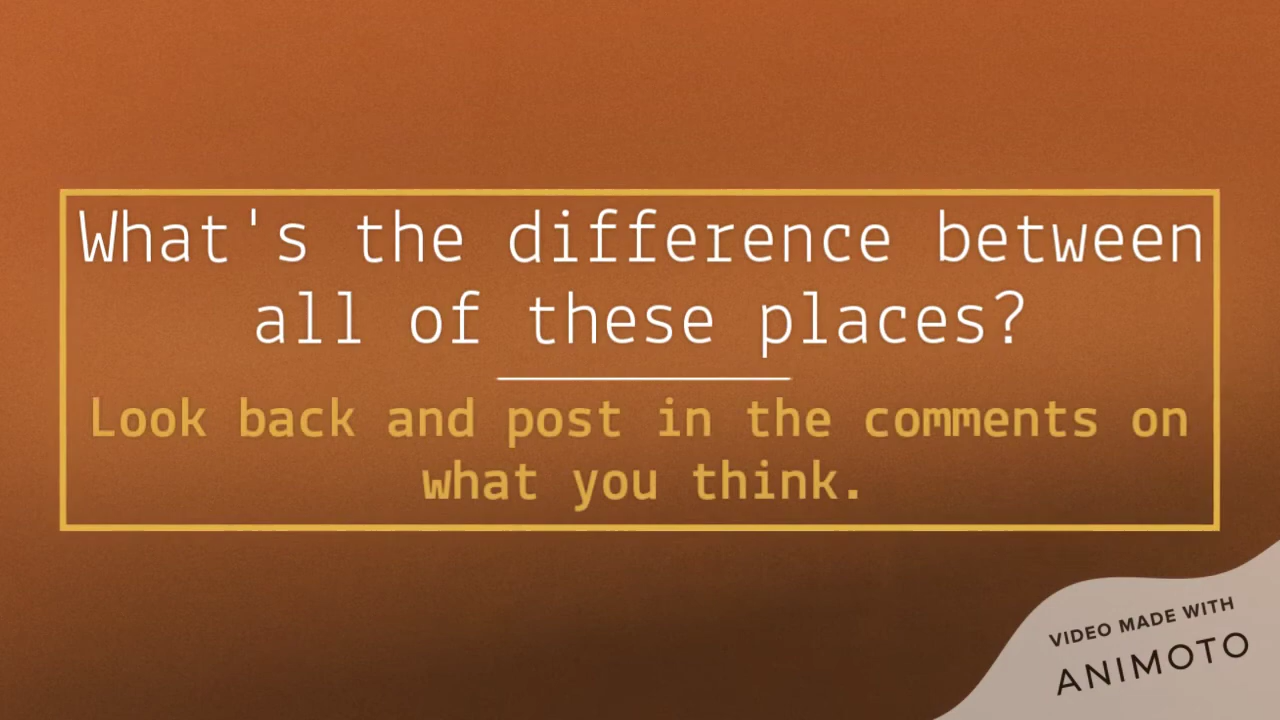 What's the difference between
all of these places?
Look back and post in the comments on
what you think.
VIDEO MADE WITH
ANIMOTO